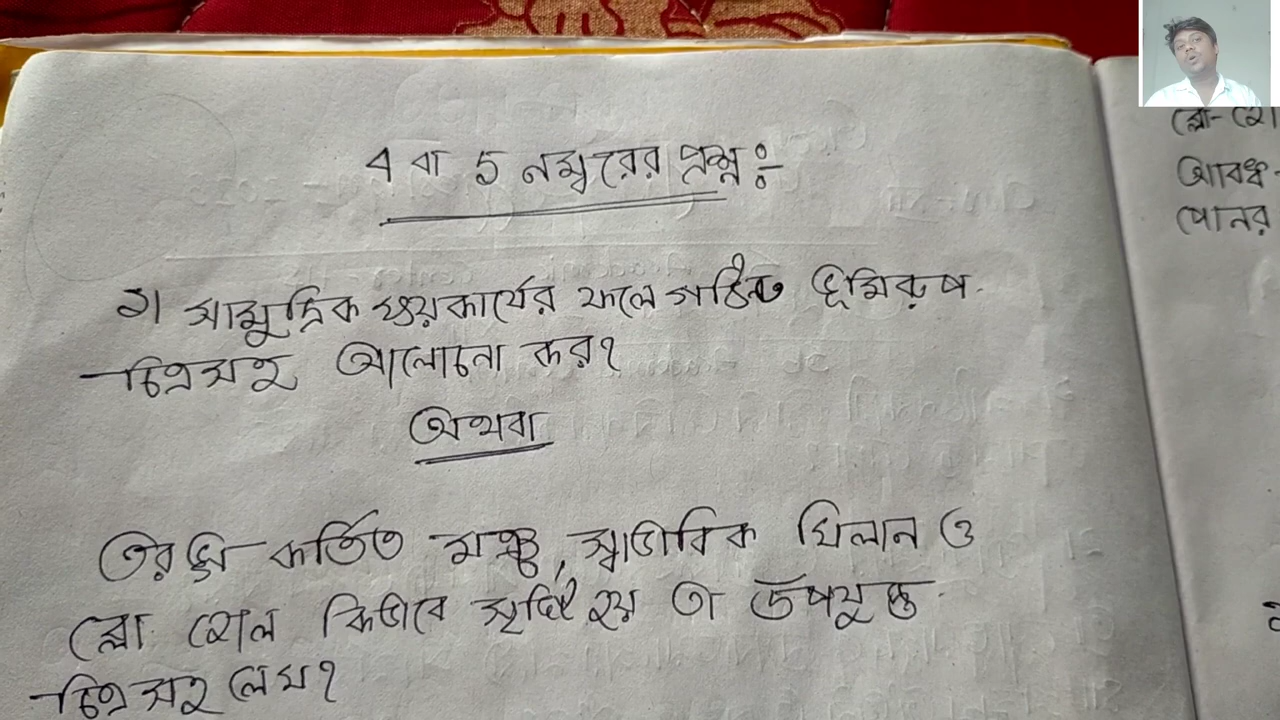 4 বা 5 নম্বরের প্রশ্ন ঃ-
১। সামুদ্রিক ক্ষয়কার্যের ফলে গঠিত ভূমিরুপ
চিত্রসহ আলোচনা কর?
অথবা
তরঙ্গ কর্তিত মঞ্চ, স্বাভাবিক খিলান ও
ব্লো হোল কিভাবে সৃষ্টি হয় তা উপযুক্ত
চিত্রসহ লেখ?
ব্লো-হো
আবদ্ধ-
পোনর